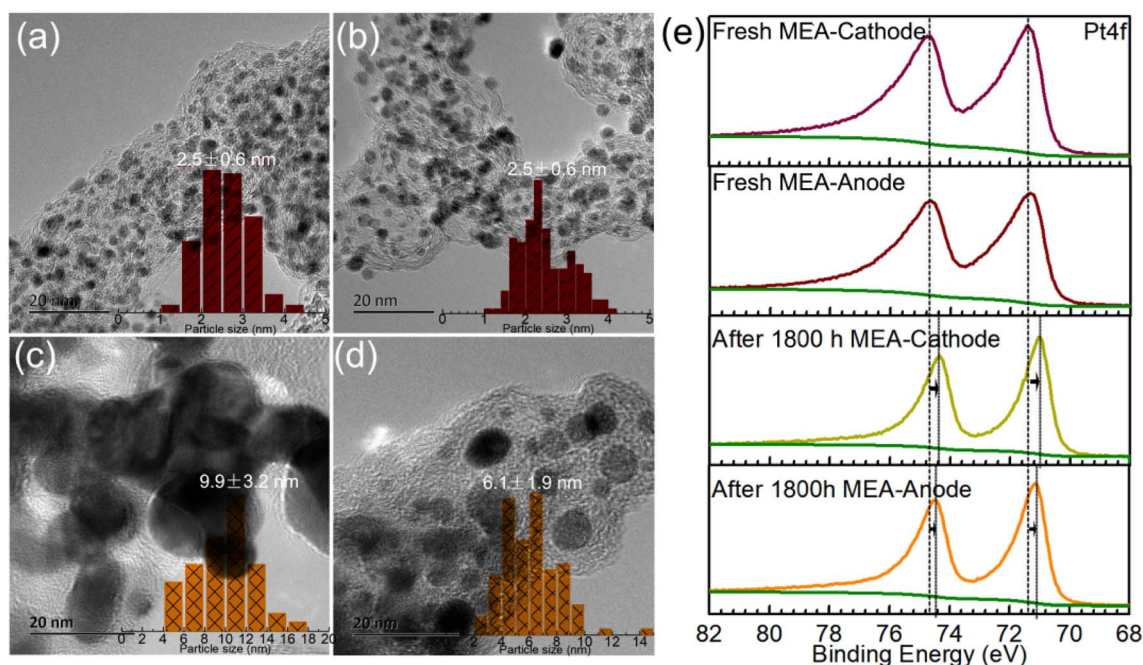 (a)
2.5±0.6 nm
20 nm
0 1 2 3 4 5
Particle size (nm)
(b)
2.5±0.6 nm
20 nm
0 1 2 3 4 5
Particle size (nm)
(c)
9.9±3.2 nm
20 nm
0 2 4 6 8 10 12 14 16 18 20
Particle size (nm)
(d)
6.1±1.9 nm
20 nm
0 2 4 6 8 10 12 14
Particle size (nm)
(e)
Fresh MEA-Cathode
Pt4f
Fresh MEA-Anode
After 1800 h MEA-Cathode
After 1800h MEA-Anode
82 80 78 76 74 72 70 68
Binding Energy (eV)